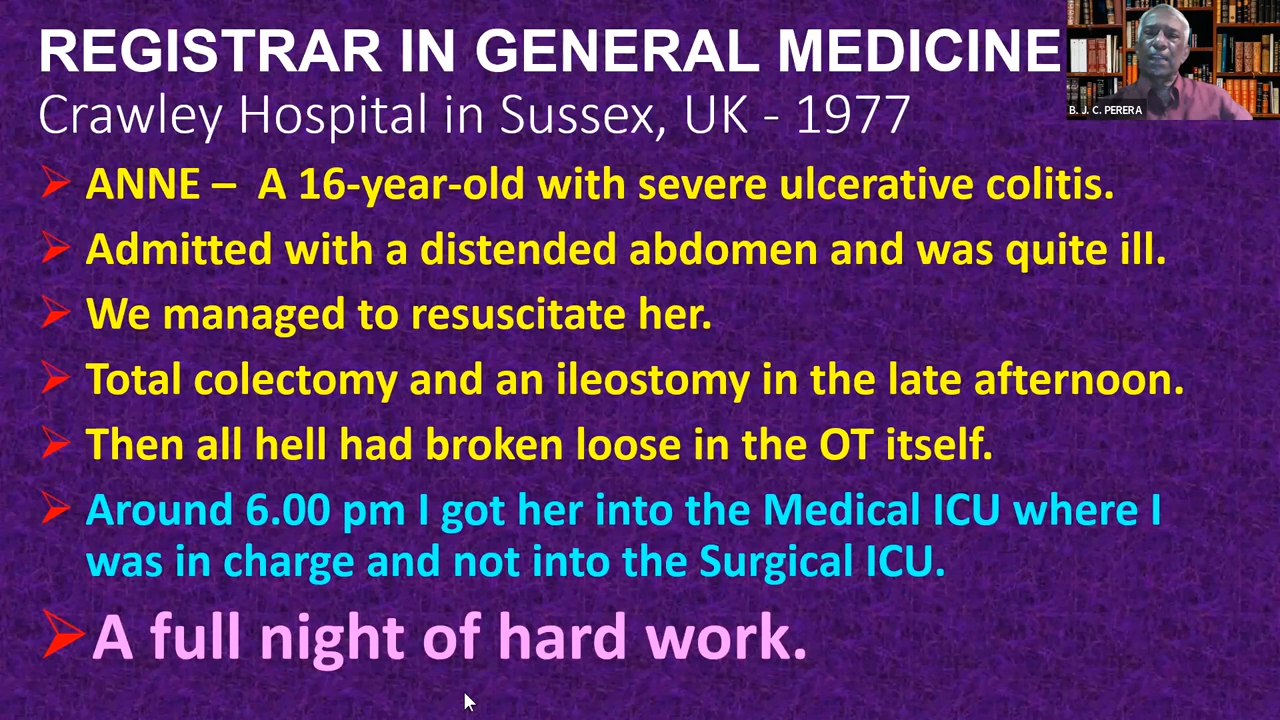 REGISTRAR IN GENERAL MEDICINE
Crawley Hospital in Sussex, UK - 1977
B. J. C. PERERA
ANNE – A 16-year-old with severe ulcerative colitis.
Admitted with a distended abdomen and was quite ill.
We managed to resuscitate her.
Total colectomy and an ileostomy in the late afternoon.
Then all hell had broken loose in the OT itself.
Around 6.00 pm I got her into the Medical ICU where I
was in charge and not into the Surgical ICU.
A full night of hard work.